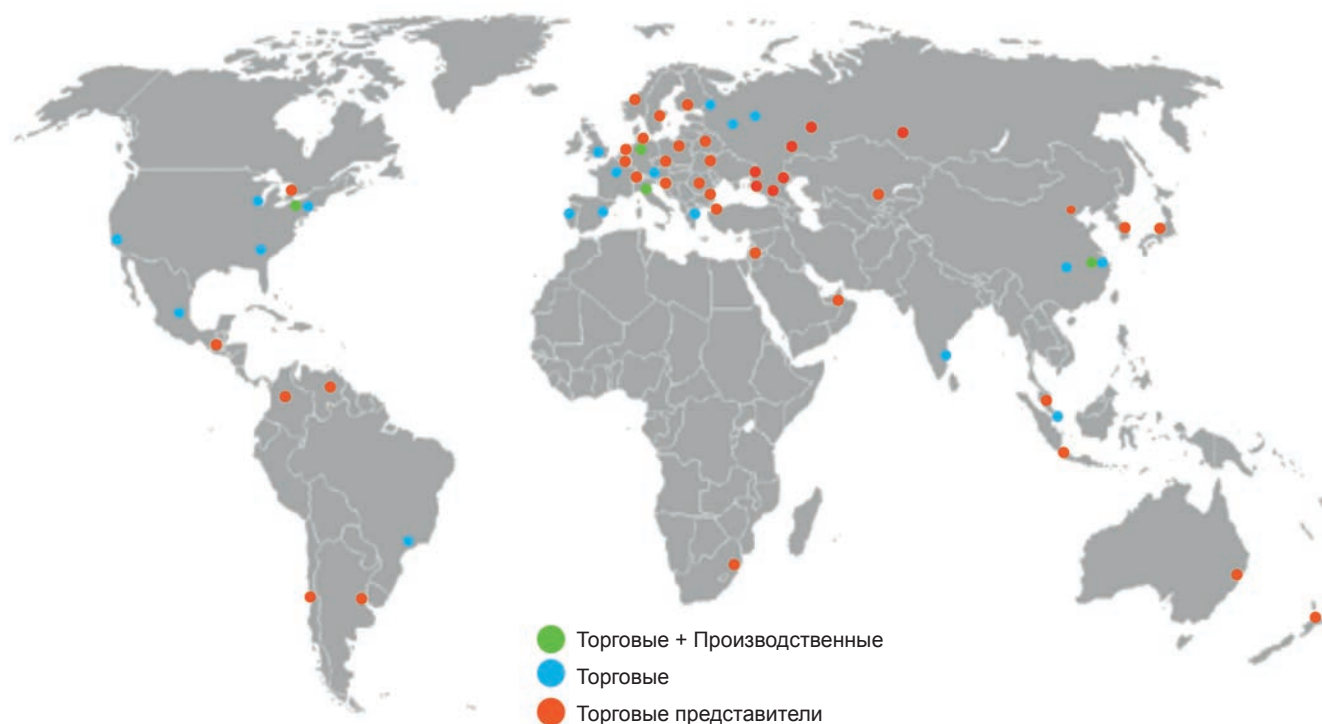 Торговые + Производственные
Торговые
Торговые представители